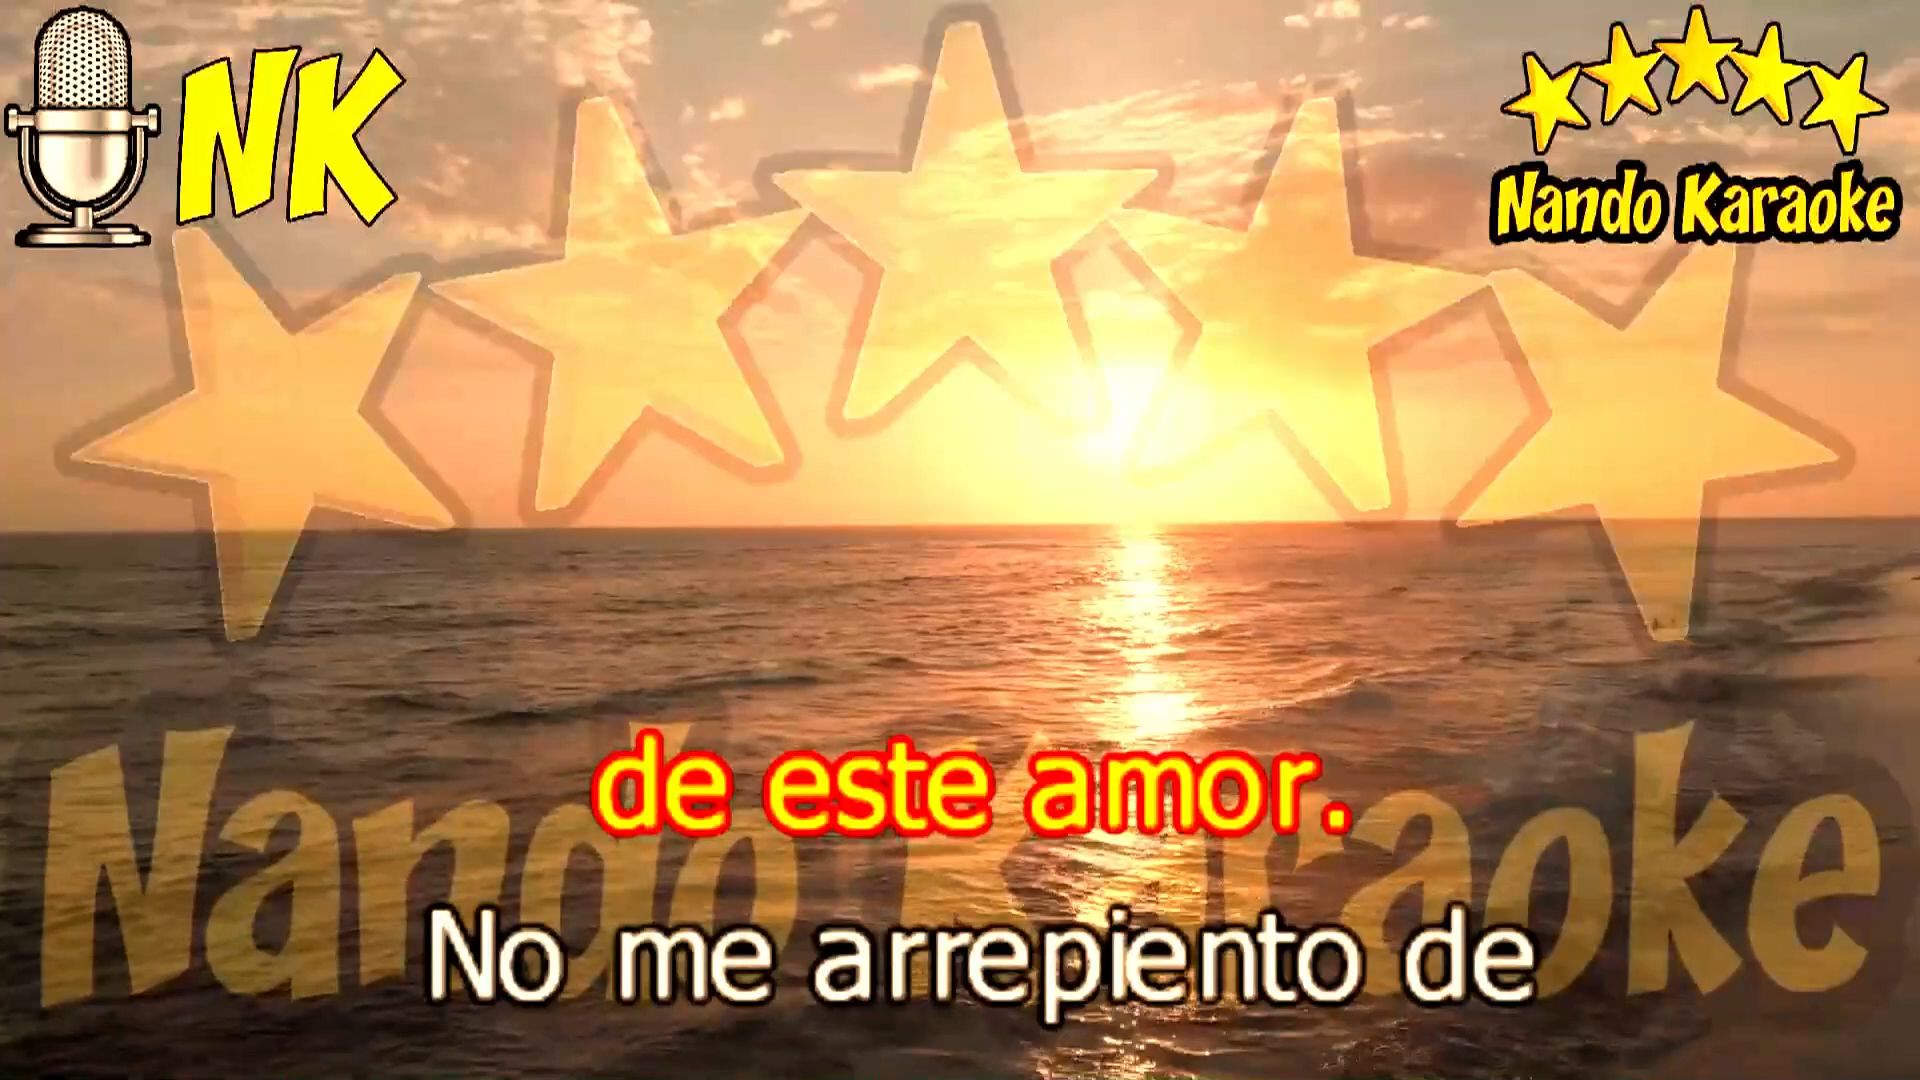 NK
Nando Karaoke
Nando Karaoke
de este amor.
No me arrepiento de